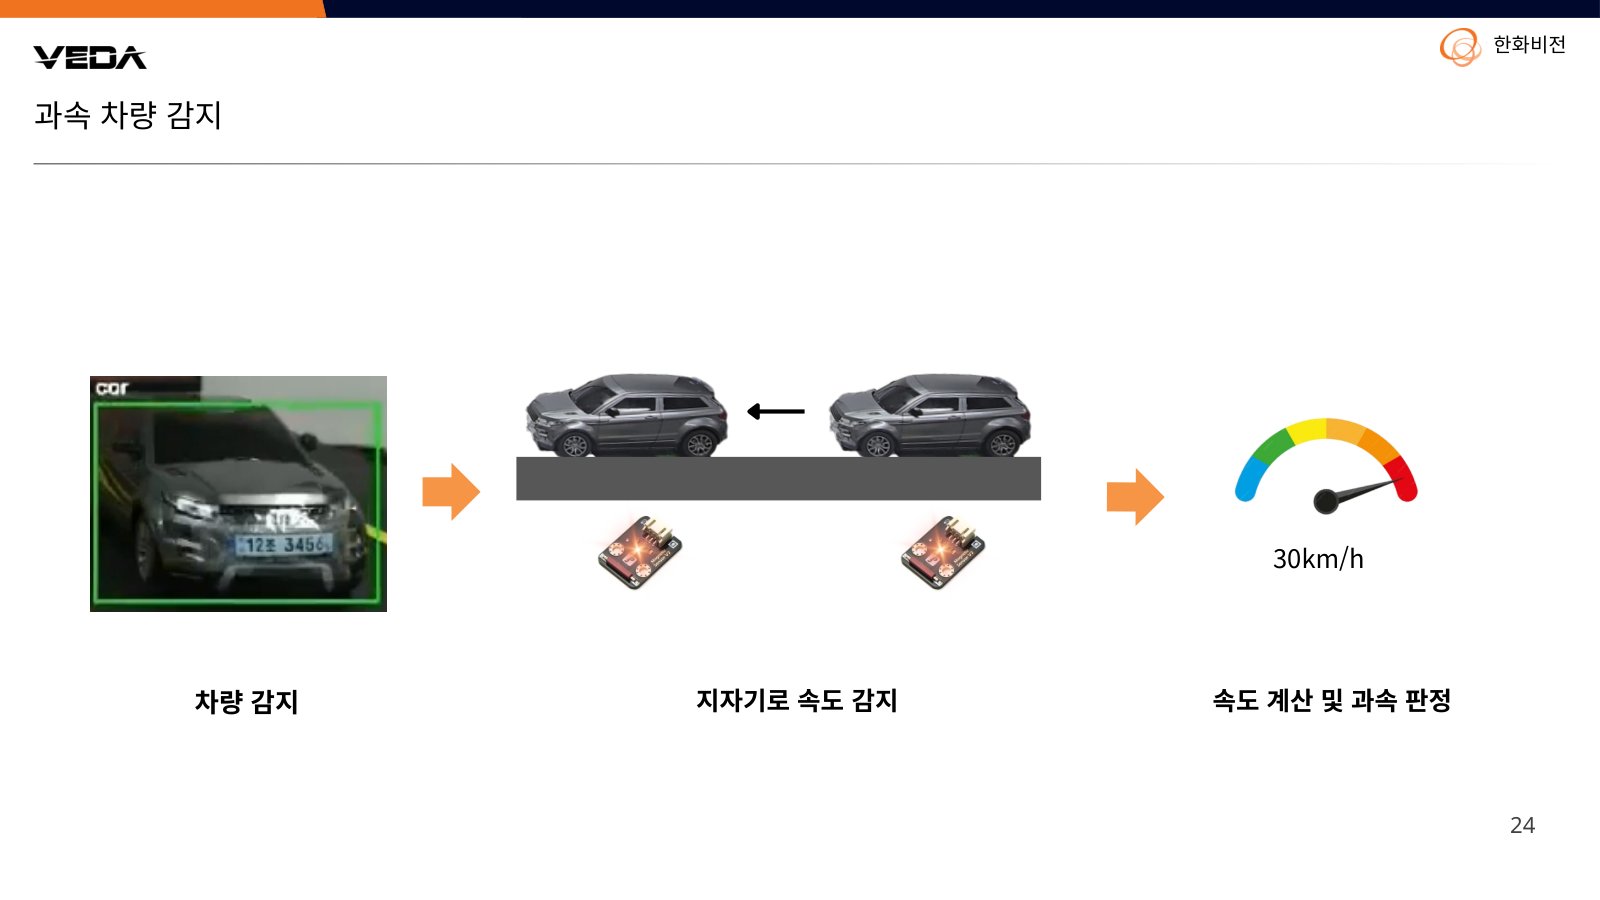 VEDA
한화비전
과속 차량 감지
car
12조 3456
30km/h
차량 감지
지자기로 속도 감지
속도 계산 및 과속 판정
24